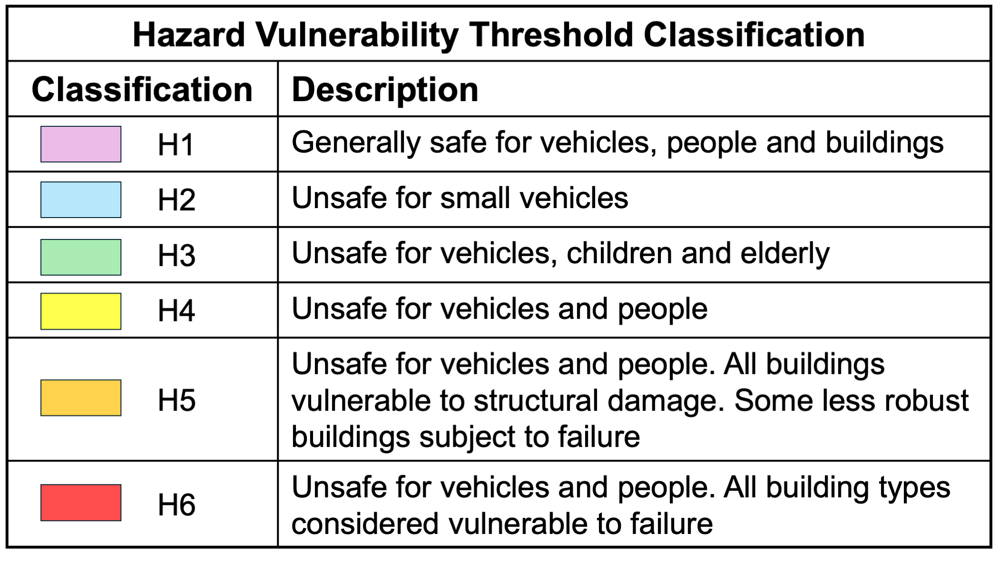 Hazard Vulnerability Threshold Classification
Classification Description
H1 Generally safe for vehicles, people and buildings
H2 Unsafe for small vehicles
H3 Unsafe for vehicles, children and elderly
H4 Unsafe for vehicles and people
H5 Unsafe for vehicles and people. All buildings
vulnerable to structural damage. Some less robust
buildings subject to failure
H6 Unsafe for vehicles and people. All building types
considered vulnerable to failure